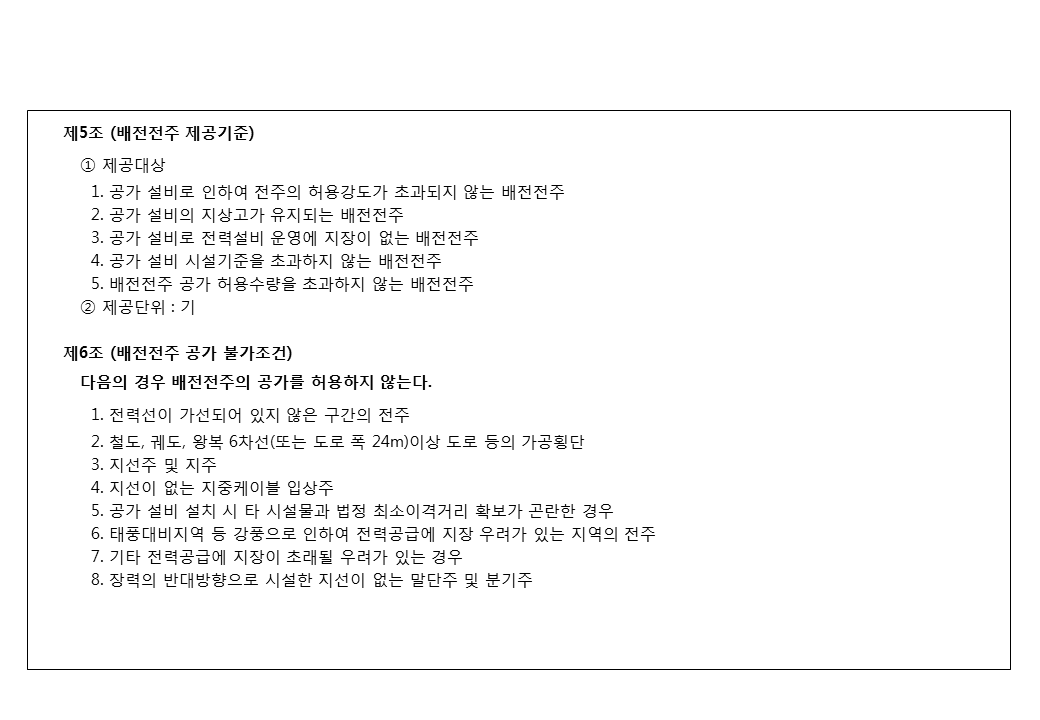 제5조 (배전전주 제공기준)
① 제공대상
1. 공가 설비로 인하여 전주의 허용강도가 초과되지 않는 배전전주
2. 공가 설비의 지상고가 유지되는 배전전주
3. 공가 설비로 전력설비 운영에 지장이 없는 배전전주
4. 공가 설비 시설기준을 초과하지 않는 배전전주
5. 배전전주 공가 허용수량을 초과하지 않는 배전전주
② 제공단위 : 기
제6조 (배전전주 공가 불가조건)
다음의 경우 배전전주의 공가를 허용하지 않는다.
1. 전력선이 가선되어 있지 않은 구간의 전주
2. 철도, 궤도, 왕복 6차선(또는 도로 폭 24m)이상 도로 등의 가공횡단
3. 지선주 및 지주
4. 지선이 없는 지중케이블 입상주
5. 공가 설비 설치 시 타 시설물과 법정 최소이격거리 확보가 곤란한 경우
6. 태풍대비지역 등 강풍으로 인하여 전력공급에 지장 우려가 있는 지역의 전주
7. 기타 전력공급에 지장이 초래될 우려가 있는 경우
8. 장력의 반대방향으로 시설한 지선이 없는 말단주 및 분기주